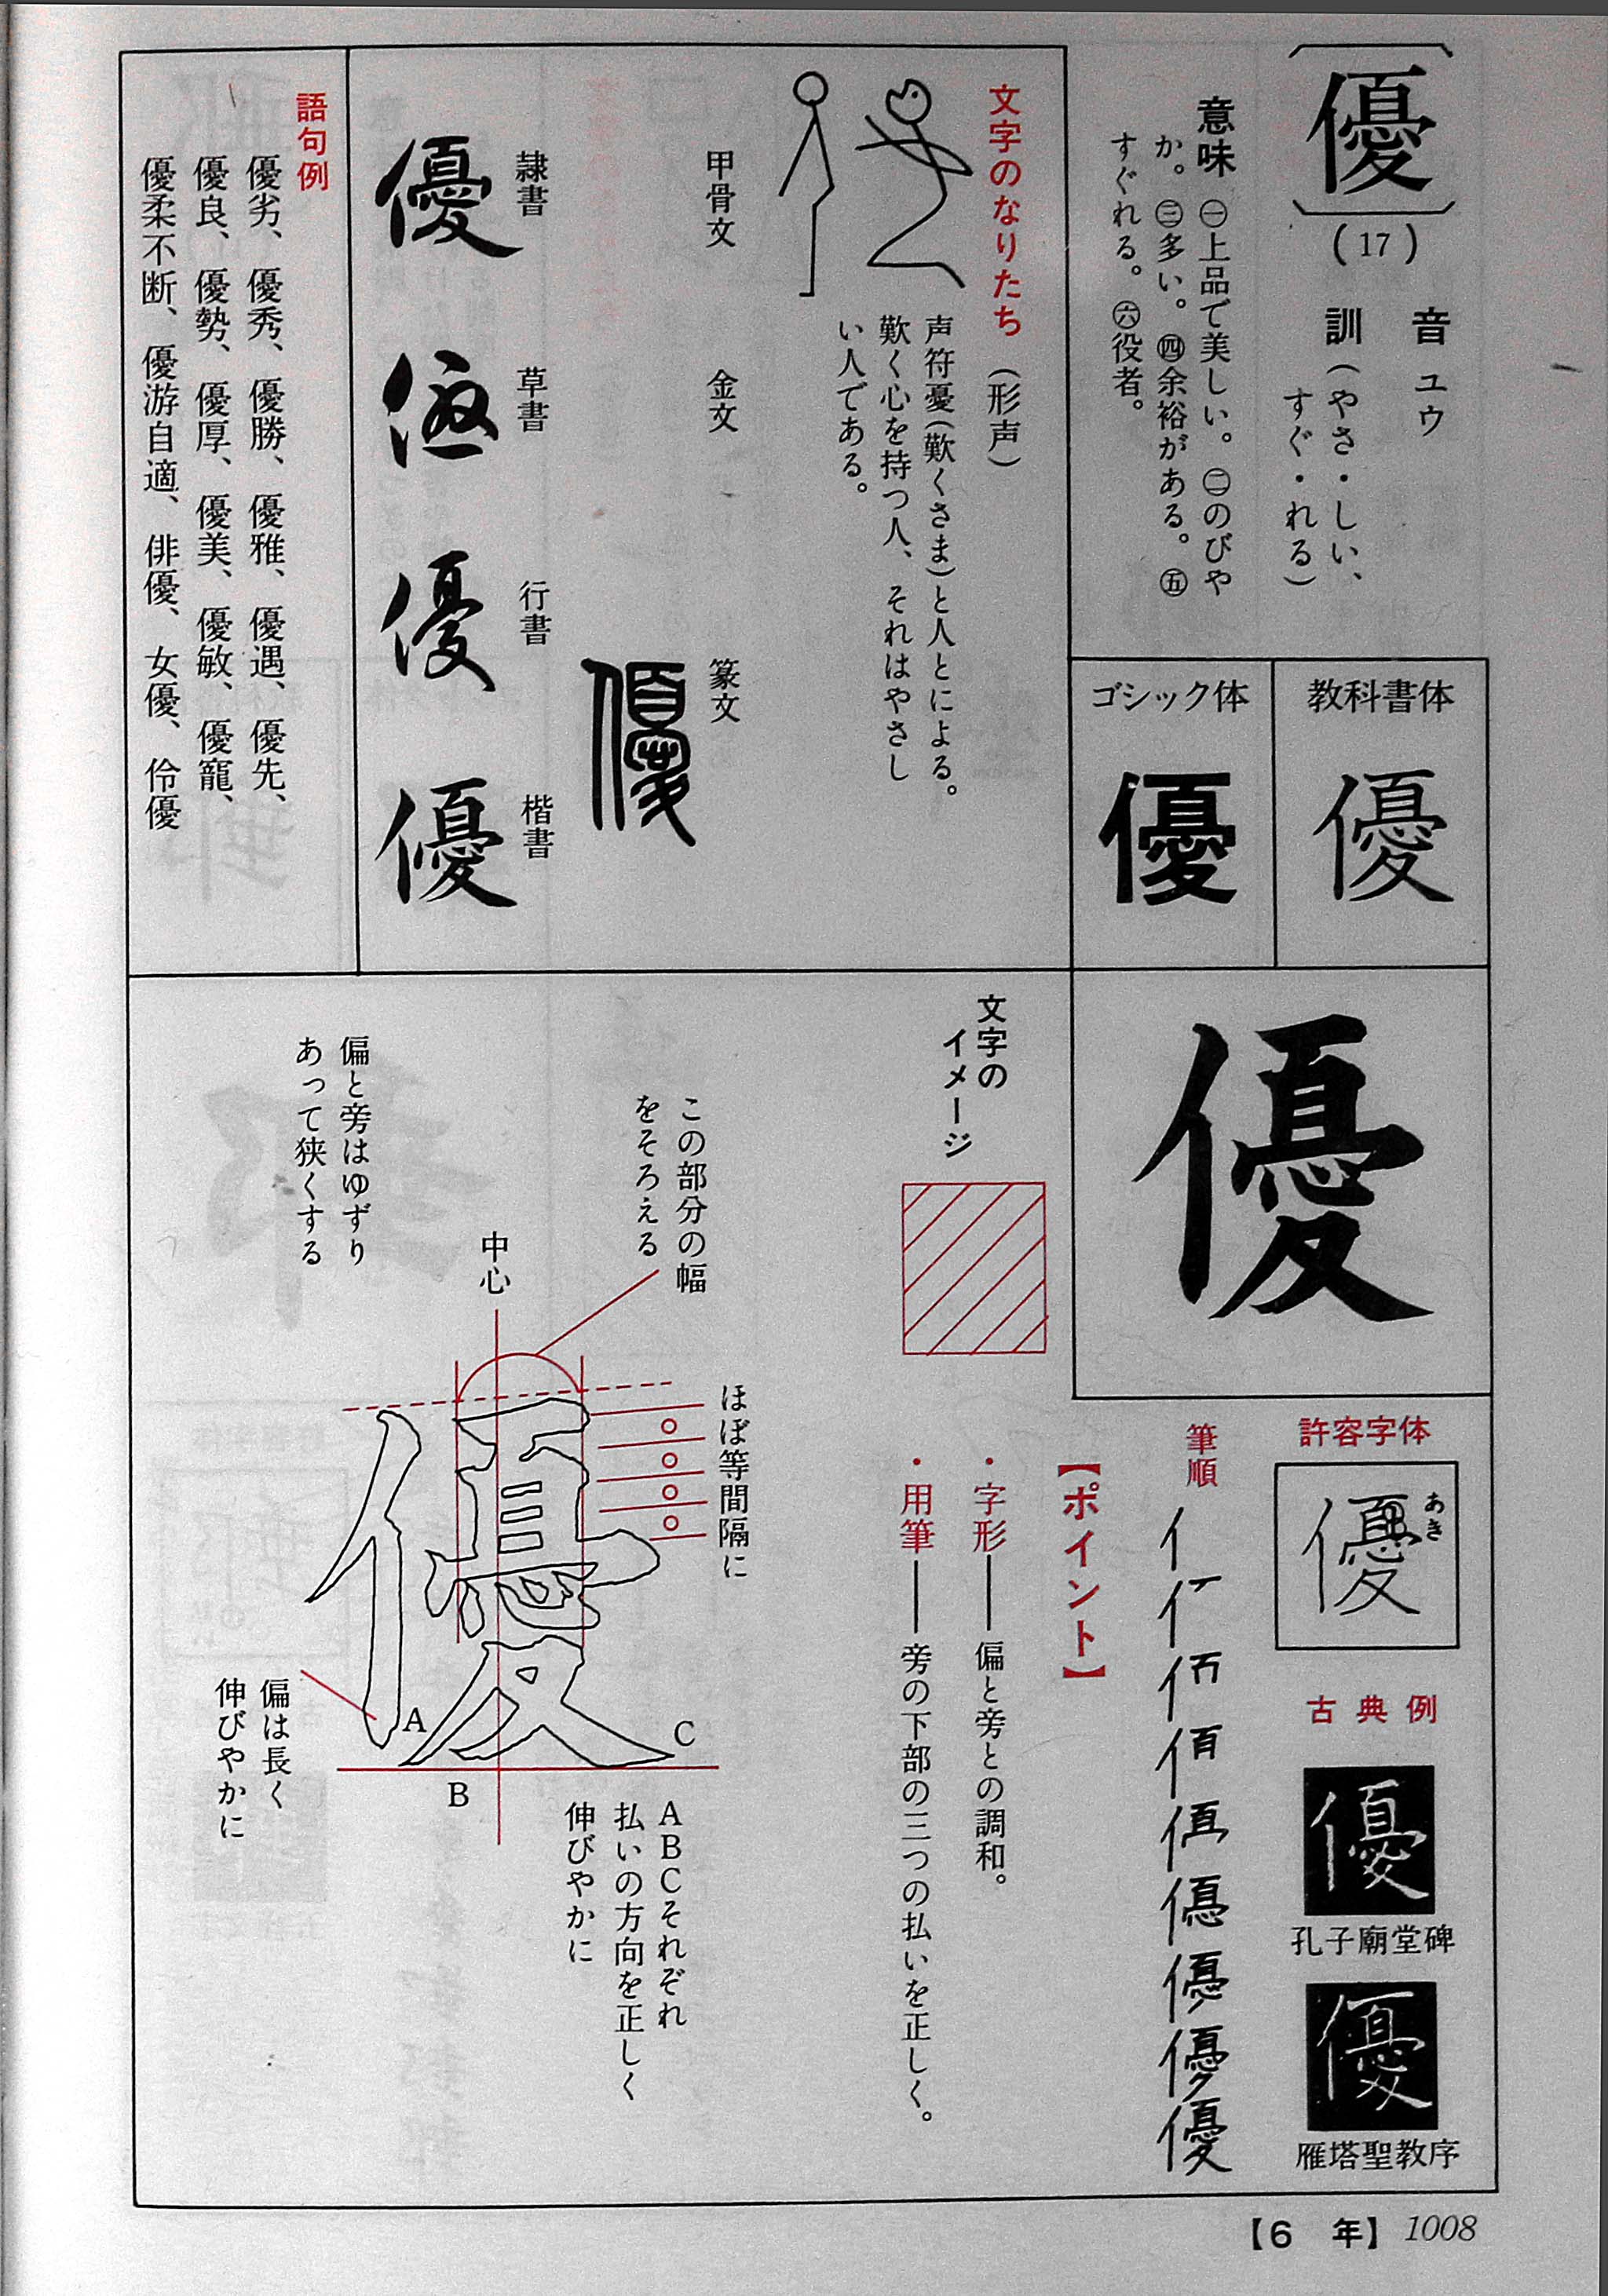 優
(17)
音 ユウ
訓(やさ・しい、
すぐ・れる)
意味 ㊀上品で美しい。㊁のびや
か。㊂多い。㊃余裕がある。㊄
すぐれる。㊅役者。
教科書体
優
ゴシック体
優
優
文字のなりたち(形声)
声符憂(歎くさま)と人とによる。
歎く心を持つ人、それはやさし
い人である。
甲骨文
金文
篆文
優
隷書
優
草書
優
行書
優
楷書
優
語句例
優劣、優秀、優勝、優雅、優遇、優先、
優良、優勢、優厚、優美、優敏、優寵、
優柔不断、優游自適、俳優、女優、伶優
許容字体
優
あき
古典例
優
孔子廟堂碑
優
雁塔聖教序
筆順
優
【ポイント】
・字形――偏と旁との調和。
・用筆――旁の下部の三つの払いを正しく。
文字の
イメージ
ほぼ等間隔に
この部分の幅
をそろえる
中心
偏と旁はゆずり
あって狭くする
優
A
B
C
ABCそれぞれ
払いの方向を正しく
伸びやかに
偏は長く
伸びやかに
【6 年】 1008